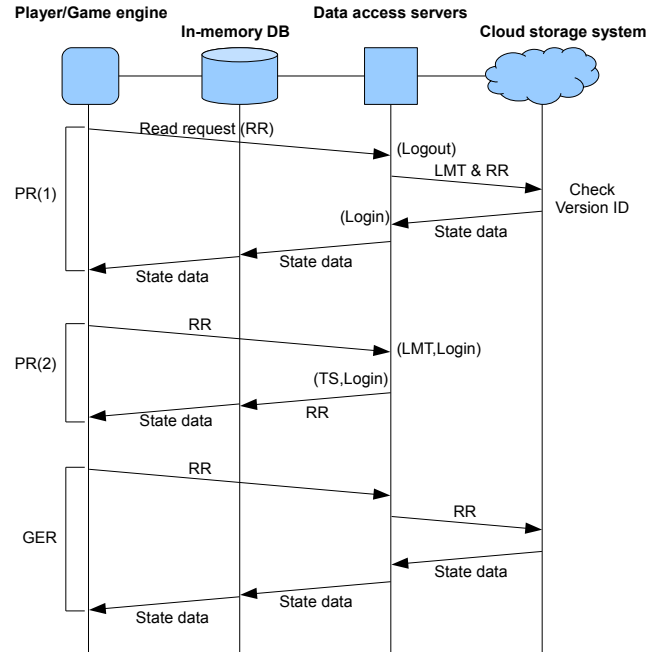 Player/Game engine
Data access servers
In-memory DB
Cloud storage system
Read request (RR)
(Logout)
LMT & RR
Check
Version ID
PR(1)
(Login)
State data
State data
State data
RR
(LMT,Login)
PR(2)
(TS,Login)
RR
State data
RR
RR
GER
State data
State data
State data